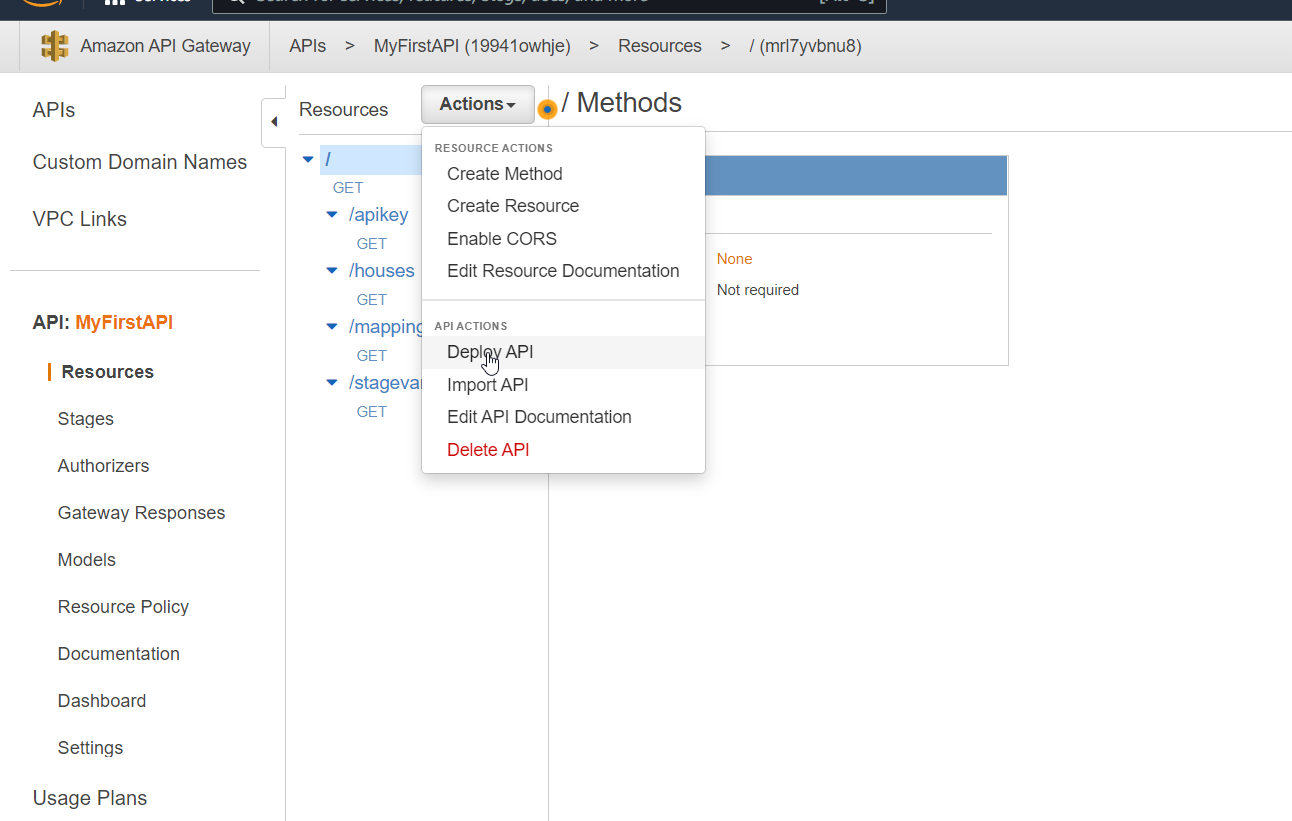 Amazon API Gateway
APIs > MyFirstAPI (19941owhje) > Resources > / (mrl7yvbnu8)
APIs
Custom Domain Names
VPC Links
API: MyFirstAPI
Resources
Stages
Authorizers
Gateway Responses
Models
Resource Policy
Documentation
Dashboard
Settings
Usage Plans
Resources
Actions
/
GET
/apikey
GET
/houses
GET
/mapping
GET
GET
RESOURCE ACTIONS
Create Method
Create Resource
Enable CORS
Edit Resource Documentation
API ACTIONS
Deploy API
Import API
Edit API Documentation
Delete API
/ Methods
None
Not required